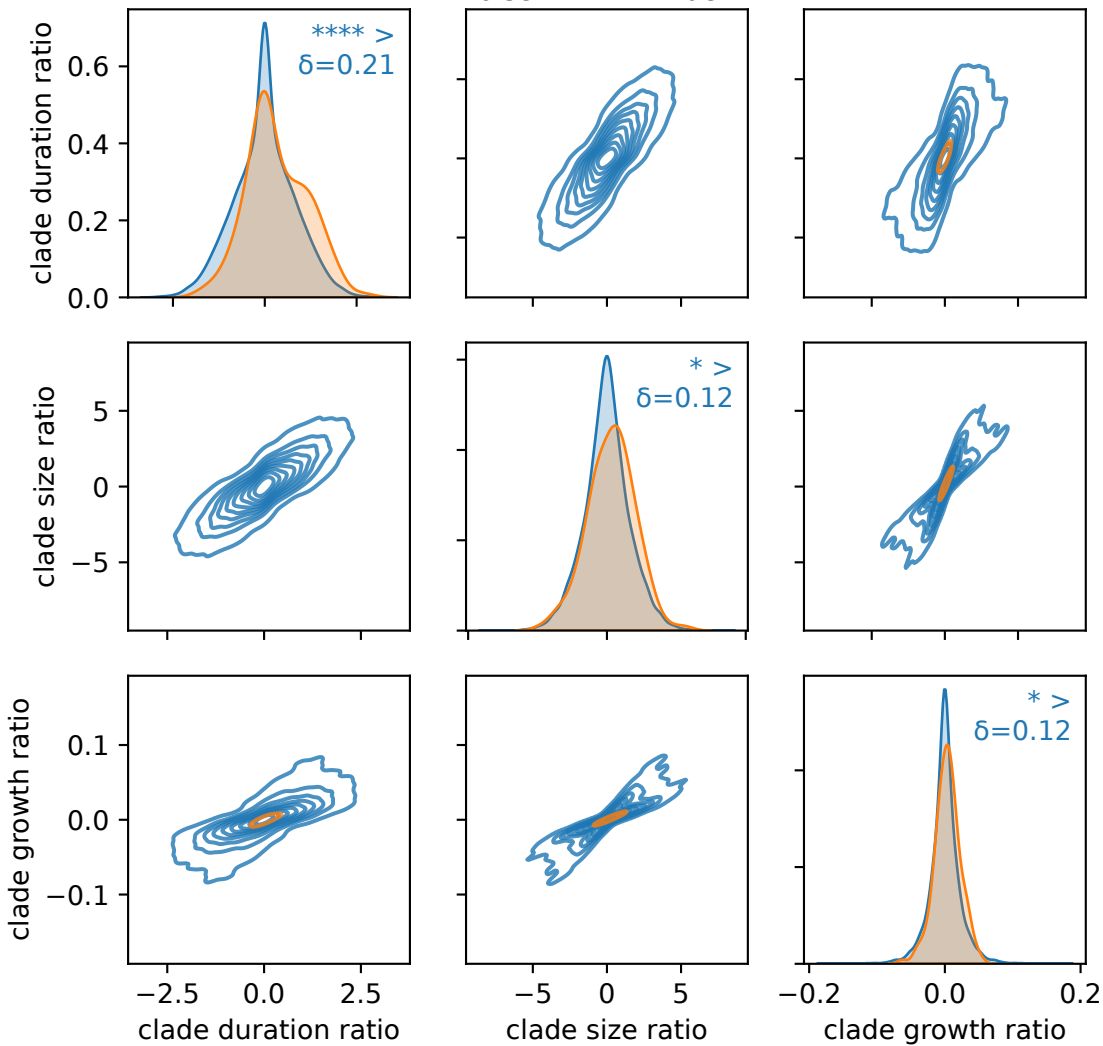 clade duration ratio
0.6
0.4
0.2
0.0
**** >
δ=0.21
clade size ratio
5
0
−5
* >
δ=0.12
clade growth ratio
0.1
0.0
−0.1
* >
δ=0.12
−2.5 0.0 2.5
−5 0 5
−0.2 0.0 0.2
clade duration ratio
clade size ratio
clade growth ratio